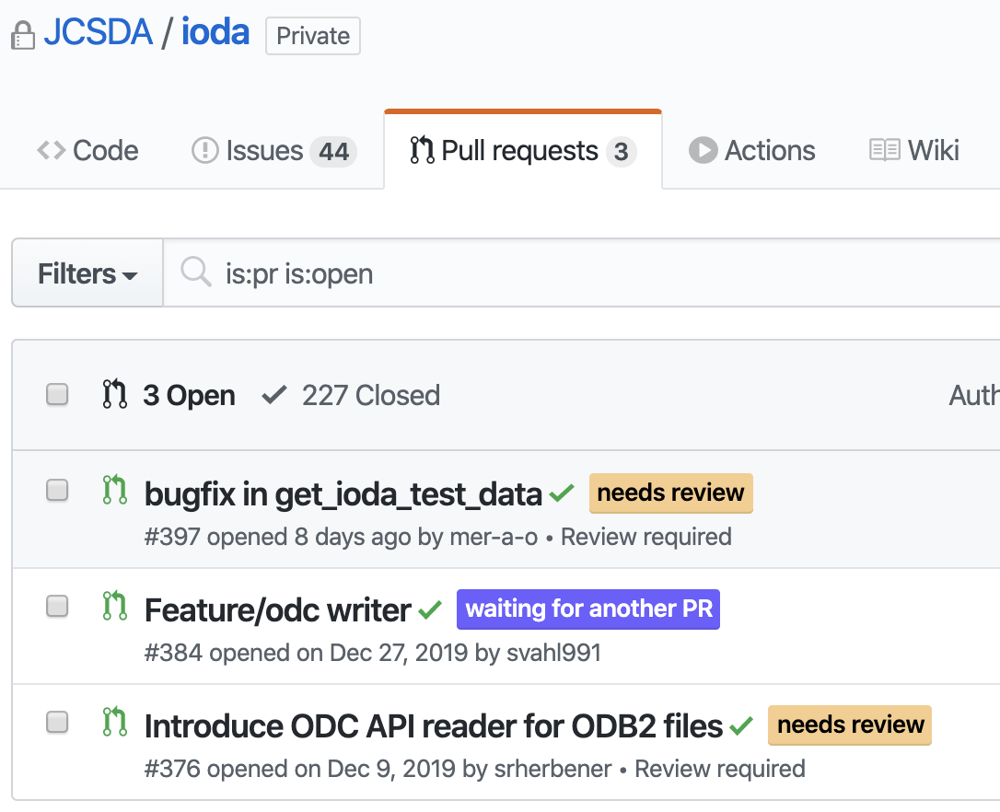 JCSDA / ioda Private
Code Issues 44 Pull requests 3 Actions Wiki
Filters is:pr is:open
3 Open 227 Closed Auth
bugfix in get_ioda_test_data needs review
#397 opened 8 days ago by mer-a-o • Review required
Feature/odc writer waiting for another PR
#384 opened on Dec 27, 2019 by svahl991
Introduce ODC API reader for ODB2 files needs review
#376 opened on Dec 9, 2019 by srherbener • Review required